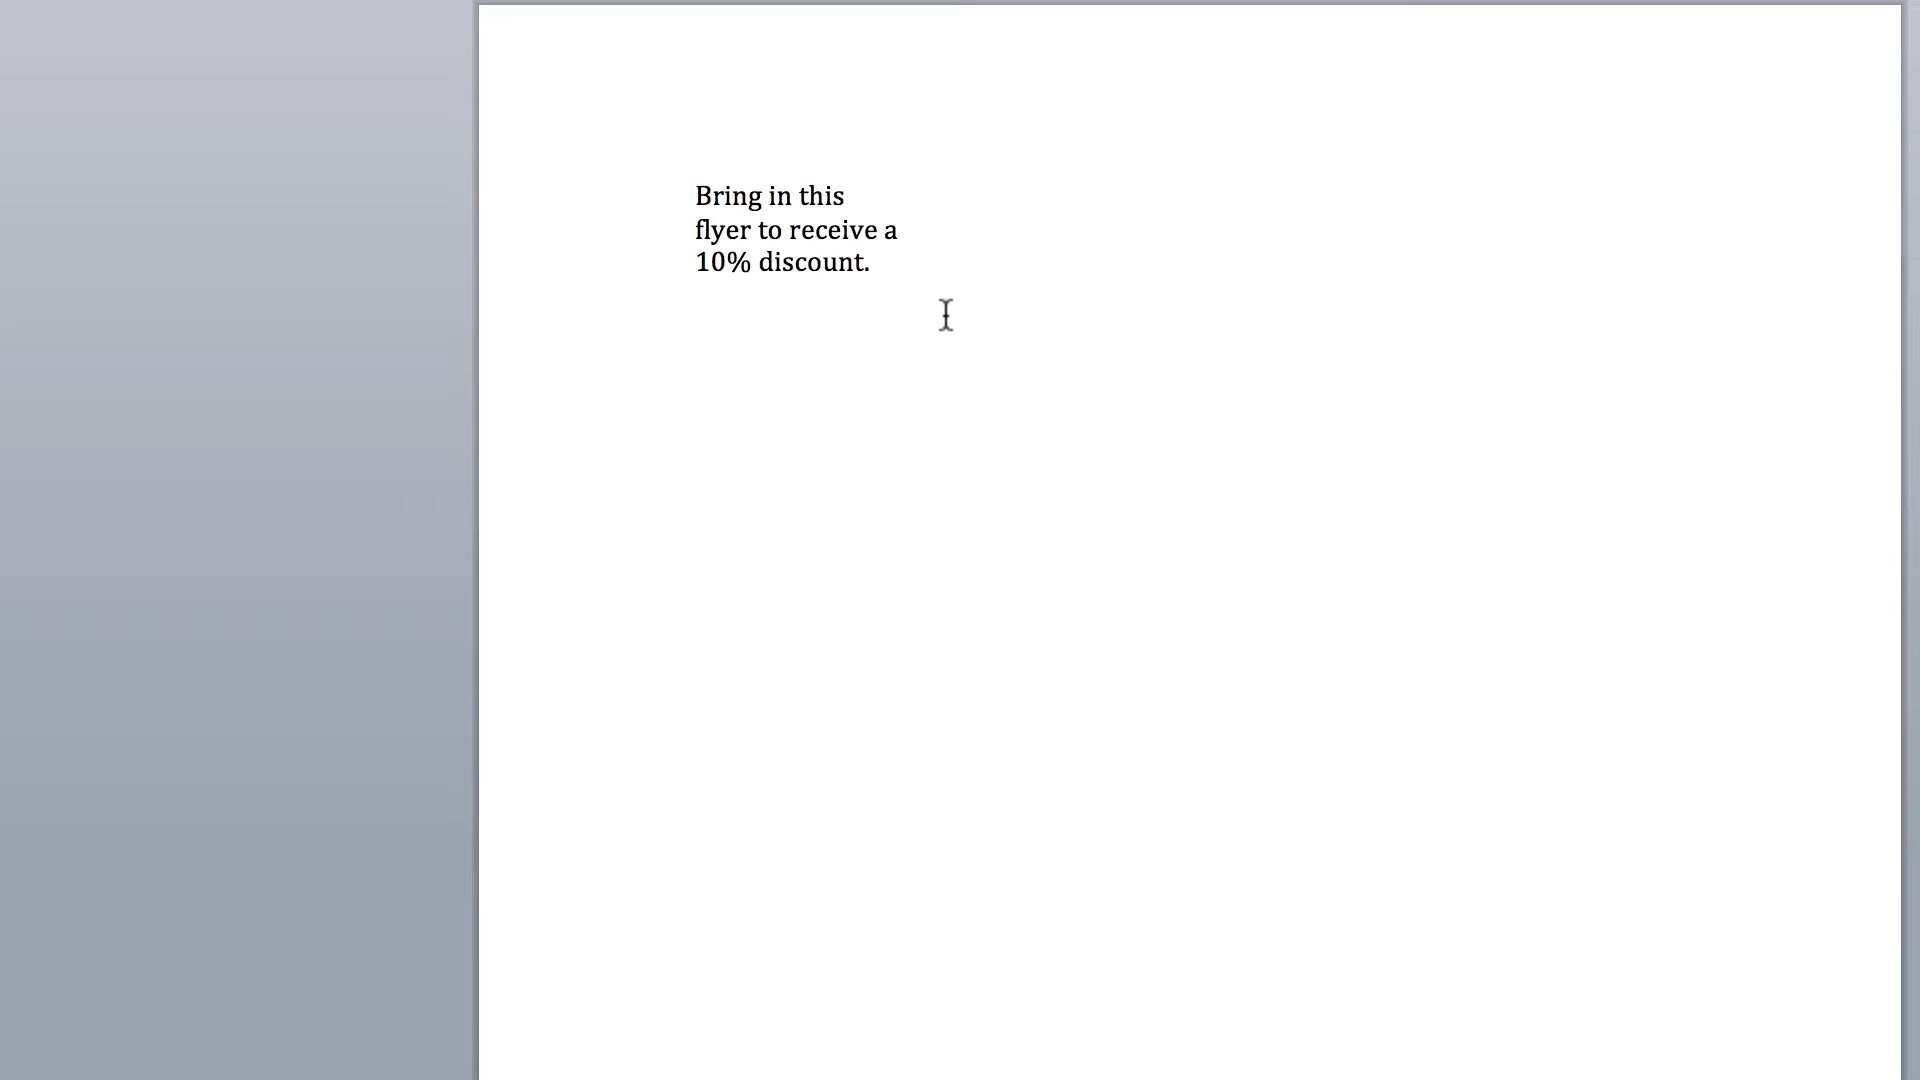 Bring in this
flyer to receive a
10% discount.